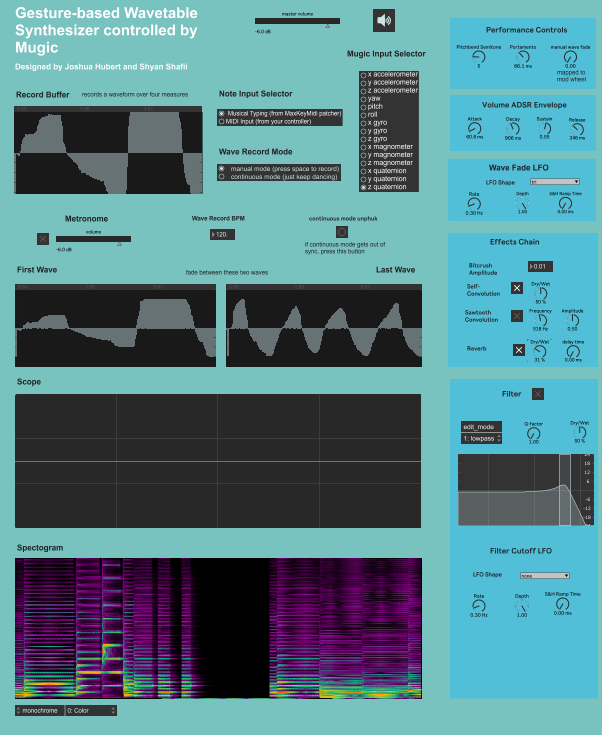 Gesture-based Wavetable
Synthesizer controlled by
Mugic
Designed by Joshua Hubert and Shyan Shafii
master volume
-6.0 dB
Mugic Input Selector
x accelerometer
y accelerometer
z accelerometer
yaw
pitch
roll
x gyro
y gyro
z gyro
x magnometer
y magnometer
z magnometer
x quaternion
y quaternion
z quaternion
Record Buffer
records a waveform over four measures
Note Input Selector
Musical Typing (from MaxKeyMidi patcher)
MIDI Input (from your controller)
Wave Record Mode
manual mode (press space to record)
continuous mode (just keep dancing)
Metronome
volume
-6.0 dB
Wave Record BPM
120.
continuous mode unphuk
if continuous mode gets out of
sync, press this button
First Wave
fade between these two waves
Last Wave
Scope
Spectogram
monochrome
0: Color
Performance Controls
Pitchbend Semitone
Portamento
manual wave fade
5
86.1 ms
0.00
mapped to
mod wheel
Volume ADSR Envelope
Attack
Decay
Sustain
Release
60.8 ms
906 ms
0.55
346 ms
Wave Fade LFO
LFO Shape
tri
Rate
Depth
S&H Ramp Time
0.30 Hz
1.00
0.00 ms
Effects Chain
Bitcrush
Amplitude
0.01
Self-
Convolution
Dry/Wet
50 %
Sawtooth
Convolution
Frequency
Amplitude
518 Hz
0.50
Reverb
Dry/Wet
delay time
31 %
0.00 ms
Filter
edit_mode
1: lowpass
Q factor
1.00
Dry/Wet
50 %
24
18
12
6
-6
-12
-18
Filter Cutoff LFO
LFO Shape
none
Rate
Depth
S&H Ramp Time
0.30 Hz
1.00
0.00 ms